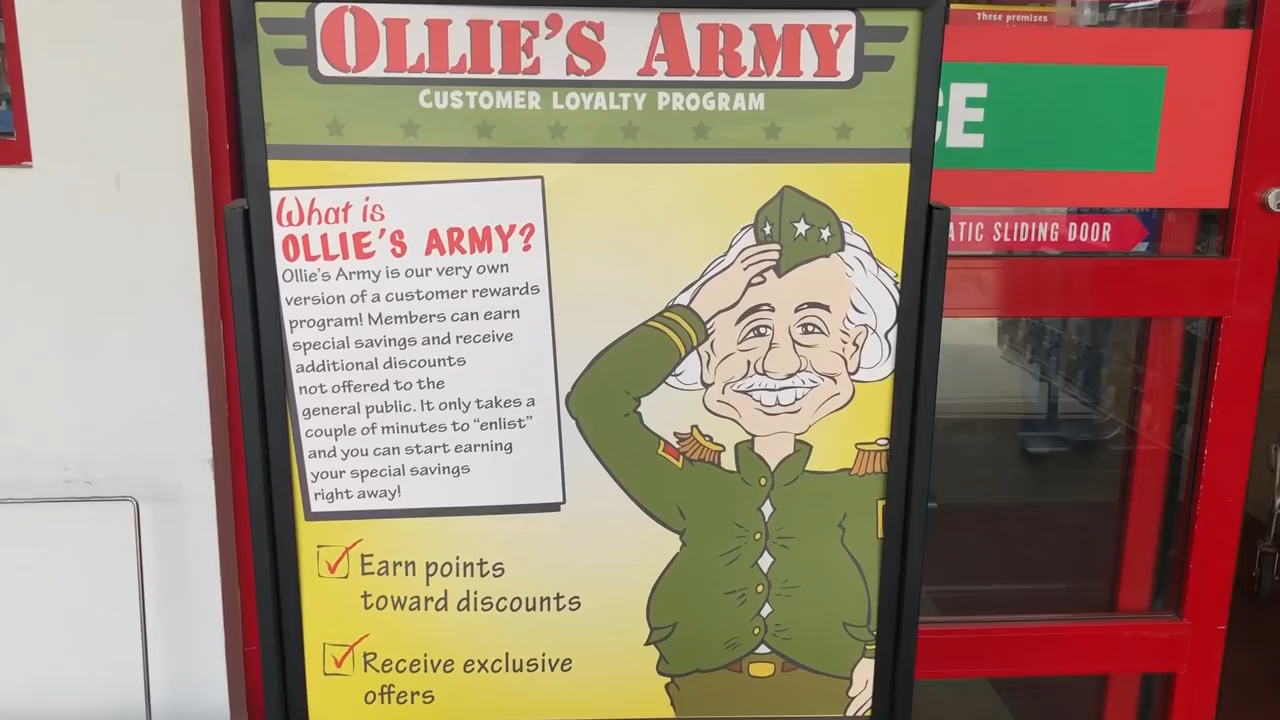 OLLIE'S ARMY
CUSTOMER LOYALTY PROGRAM
These premises
CE
ATIC SLIDING DOOR
What is
OLLIE'S ARMY?
Ollie's Army is our very own
version of a customer rewards
program! Members can earn
special savings and receive
additional discounts
not offered to the
general public. It only takes a
couple of minutes to “enlist”
and you can start earning
your special savings
right away!
Earn points
toward discounts
Receive exclusive
offers